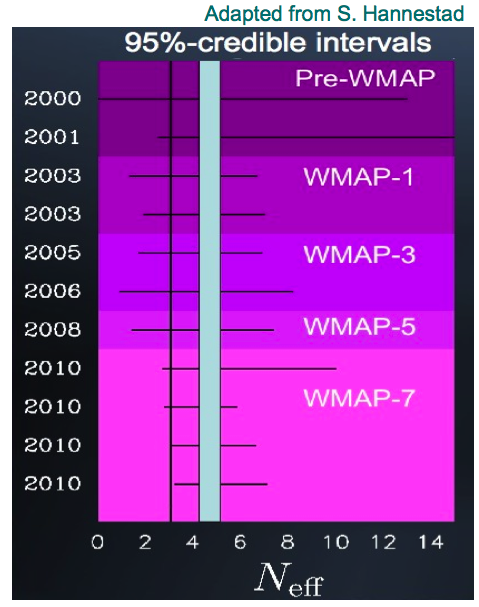 Adapted from S. Hannestad
95%-credible intervals
Pre-WMAP
2000
2001
2003 WMAP-1
2003
2005 WMAP-3
2006
2008 WMAP-5
2010
2010 WMAP-7
2010
2010
0 2 4 6 8 10 12 14
Neff